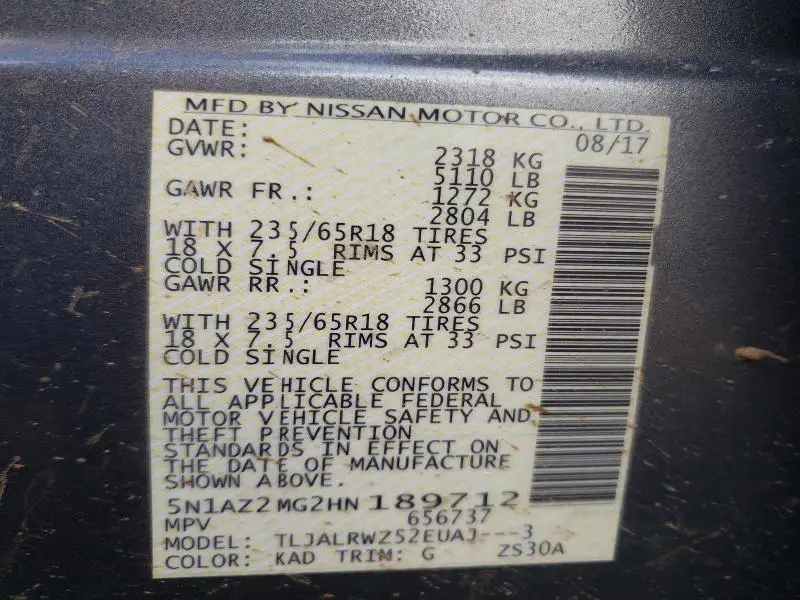 MFD BY NISSAN MOTOR CO., LTD.
DATE: 08/17
GVWR: 2318 KG
5110 LB
GAWR FR.: 1272 KG
2804 LB
WITH 235/65R18 TIRES
18 X 7.5 RIMS AT 33 PSI
COLD SINGLE
GAWR RR.: 1300 KG
2866 LB
WITH 235/65R18 TIRES
18 X 7.5 RIMS AT 33 PSI
COLD SINGLE
THIS VEHICLE CONFORMS TO
ALL APPLICABLE FEDERAL
MOTOR VEHICLE SAFETY AND
THEFT PREVENTION
STANDARDS IN EFFECT ON
THE DATE OF MANUFACTURE
SHOWN ABOVE.
5N1AZ2MG2HN189712
MPV 656737
MODEL: TLJALRWZ52EUAJ---3
COLOR: KAD TRIM: G ZS30A